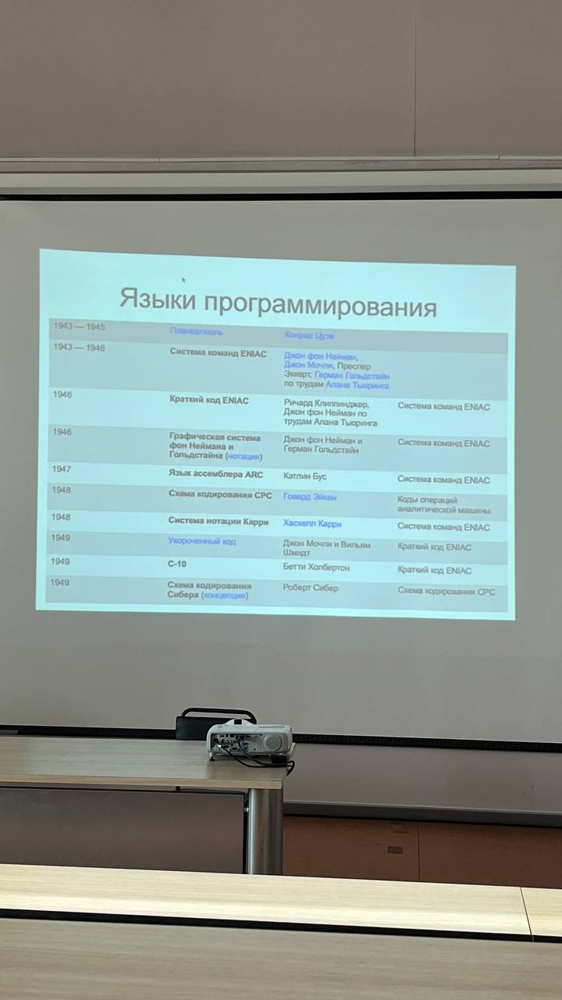 Языки программирования
1943 — 1945 Планкалкюль Конрад Цузе
1943 — 1946 Система команд ENIAC Джон фон Нейман,
Джон Мочли, Преспер
Эккерт, Герман Гольдстайн
по трудам Алана Тьюринга
1946 Краткий код ENIAC Ричард Клиппинджер, Система команд ENIAC
Джон фон Нейман по
трудам Алана Тьюринга
1946 Графическая система Джон фон Нейман и Система команд ENIAC
фон Неймана и Герман Гольдстайн
Гольдстайна (нотация)
1947 Язык ассемблера ARC Кэтлин Бус Система команд ENIAC
1948 Схема кодирования CPC Говард Эйкен Коды операций
аналитической машины
1948 Система нотации Карри Хаскелл Карри Система команд ENIAC
1949 Укороченный код Джон Мочли и Вильям Краткий код ENIAC
Шмидт
1949 C-10 Бетти Холбертон Краткий код ENIAC
1949 Схема кодирования Роберт Сибер Схема кодирования CPC
Сибера (концепция)